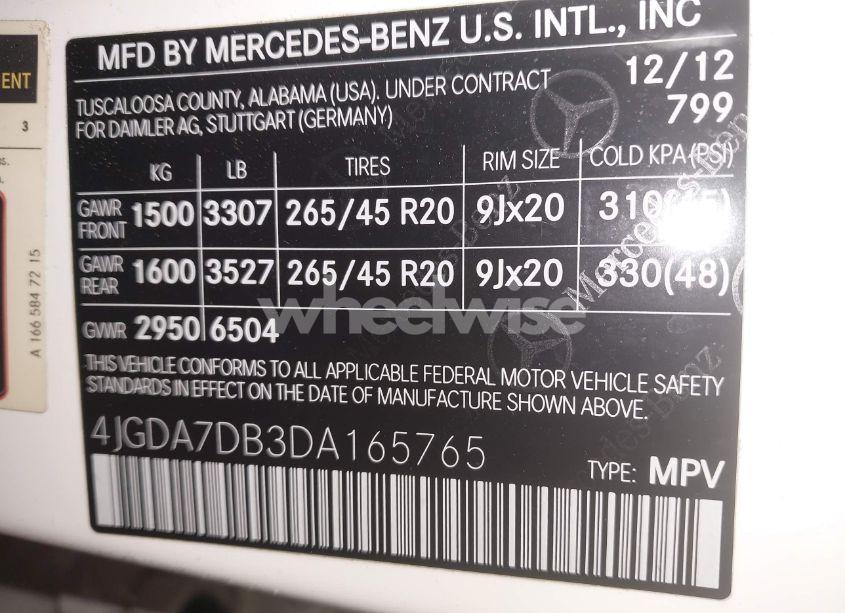 MFD BY MERCEDES-BENZ U.S. INTL., INC
TUSCALOOSA COUNTY, ALABAMA (USA). UNDER CONTRACT
FOR DAIMLER AG, STUTTGART (GERMANY)
12/12
799
KG LB TIRES RIM SIZE COLD KPA(PSI)
GAWR FRONT 1500 3307 265/45 R20 9Jx20
GAWR REAR 1600 3527 265/45 R20 9Jx20 330(48)
GVWR 2950 6504
THIS VEHICLE CONFORMS TO ALL APPLICABLE FEDERAL MOTOR VEHICLE SAFETY
STANDARDS IN EFFECT ON THE DATE OF MANUFACTURE SHOWN ABOVE.
4JGDA7DB3DA165765
TYPE: MPV
A 166 584 72 15
3
wheelwise
Mercedes-Benz